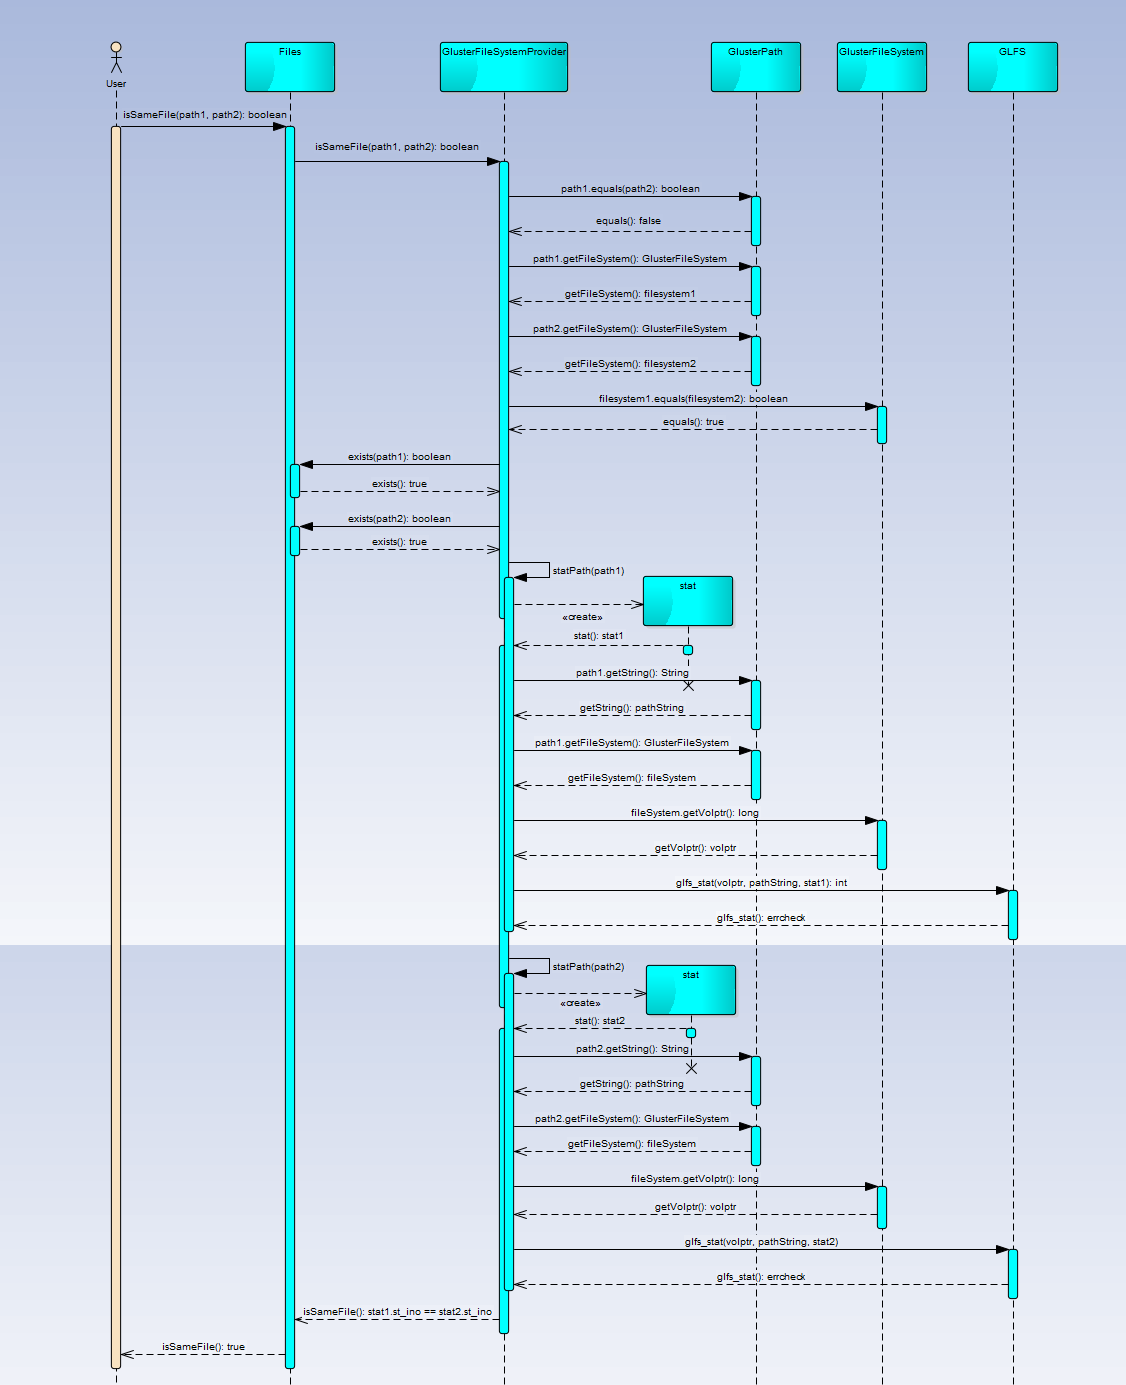 Files
GlusterFileSystemProvider
GlusterPath
GlusterFileSystem
GLFS
User
isSameFile(path1, path2): boolean
isSameFile(path1, path2): boolean
path1.equals(path2): boolean
equals(): false
path1.getFileSystem(): GlusterFileSystem
getFileSystem(): filesystem1
path2.getFileSystem(): GlusterFileSystem
getFileSystem(): filesystem2
filesystem1.equals(filesystem2): boolean
equals(): true
exists(path1): boolean
exists(): true
exists(path2): boolean
exists(): true
statPath(path1)
stat
«create»
stat(): stat1
path1.getString(): String
getString(): pathString
path1.getFileSystem(): GlusterFileSystem
getFileSystem(): fileSystem
fileSystem.getVolptr(): long
getVolptr(): volptr
glfs_stat(volptr, pathString, stat1): int
glfs_stat(): errcheck
statPath(path2)
stat
«create»
stat(): stat2
path2.getString(): String
getString(): pathString
path2.getFileSystem(): GlusterFileSystem
getFileSystem(): fileSystem
fileSystem.getVolptr(): long
getVolptr(): volptr
glfs_stat(volptr, pathString, stat2)
glfs_stat(): errcheck
isSameFile(): stat1.st_ino == stat2.st_ino
isSameFile(): true